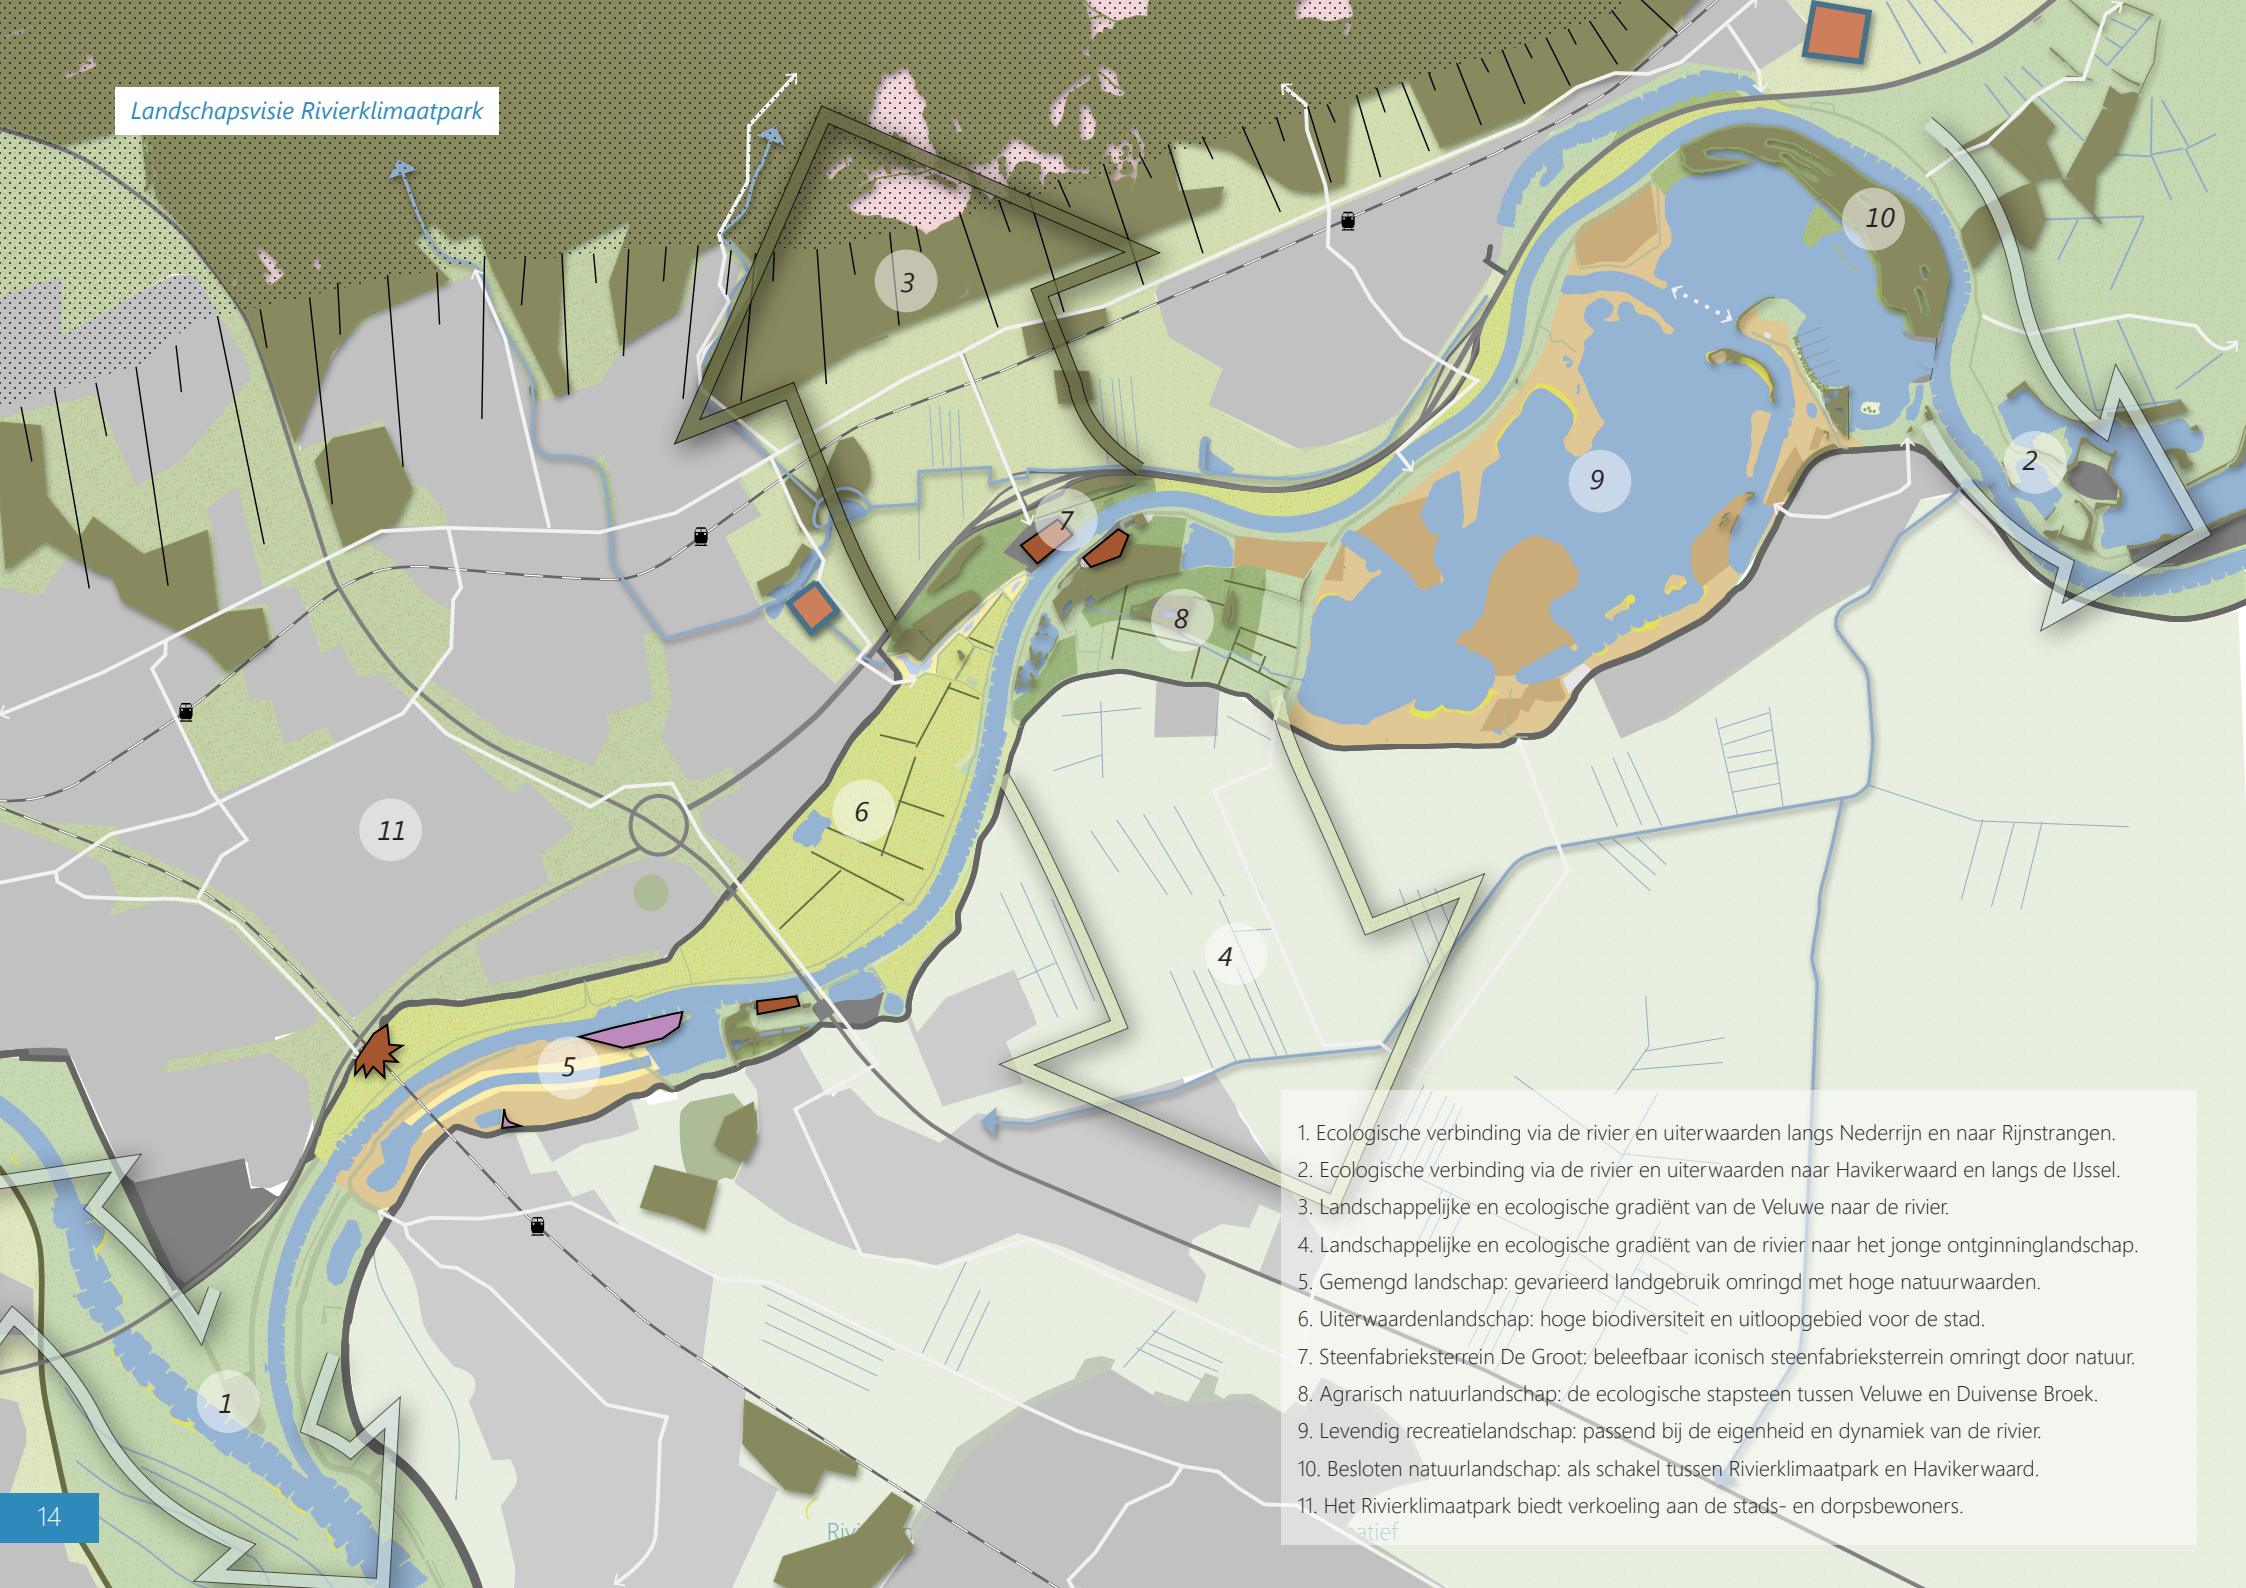 Landschapsvisie Rivierklimaatpark
10
3
2
9
7
8
6
11
4
5
1
1. Ecologische verbinding via de rivier en uiterwaarden langs Nederrijn en naar Rijnstrangen.
2. Ecologische verbinding via de rivier en uiterwaarden naar Havikerwaard en langs de IJssel.
3. Landschappelijke en ecologische gradiënt van de Veluwe naar de rivier.
4. Landschappelijke en ecologische gradiënt van de rivier naar het jonge ontginninglandschap.
5. Gemengd landschap: gevarieerd landgebruik omringd met hoge natuurwaarden.
6. Uiterwaardenlandschap: hoge biodiversiteit en uitloopgebied voor de stad.
7. Steenfabrieksterrein De Groot: beleefbaar iconisch steenfabrieksterrein omringt door natuur.
8. Agrarisch natuurlandschap: de ecologische stapsteen tussen Veluwe en Duivense Broek.
9. Levendig recreatielandschap: passend bij de eigenheid en dynamiek van de rivier.
10. Besloten natuurlandschap: als schakel tussen Rivierklimaatpark en Havikerwaard.
11. Het Rivierklimaatpark biedt verkoeling aan de stads- en dorpsbewoners.
14